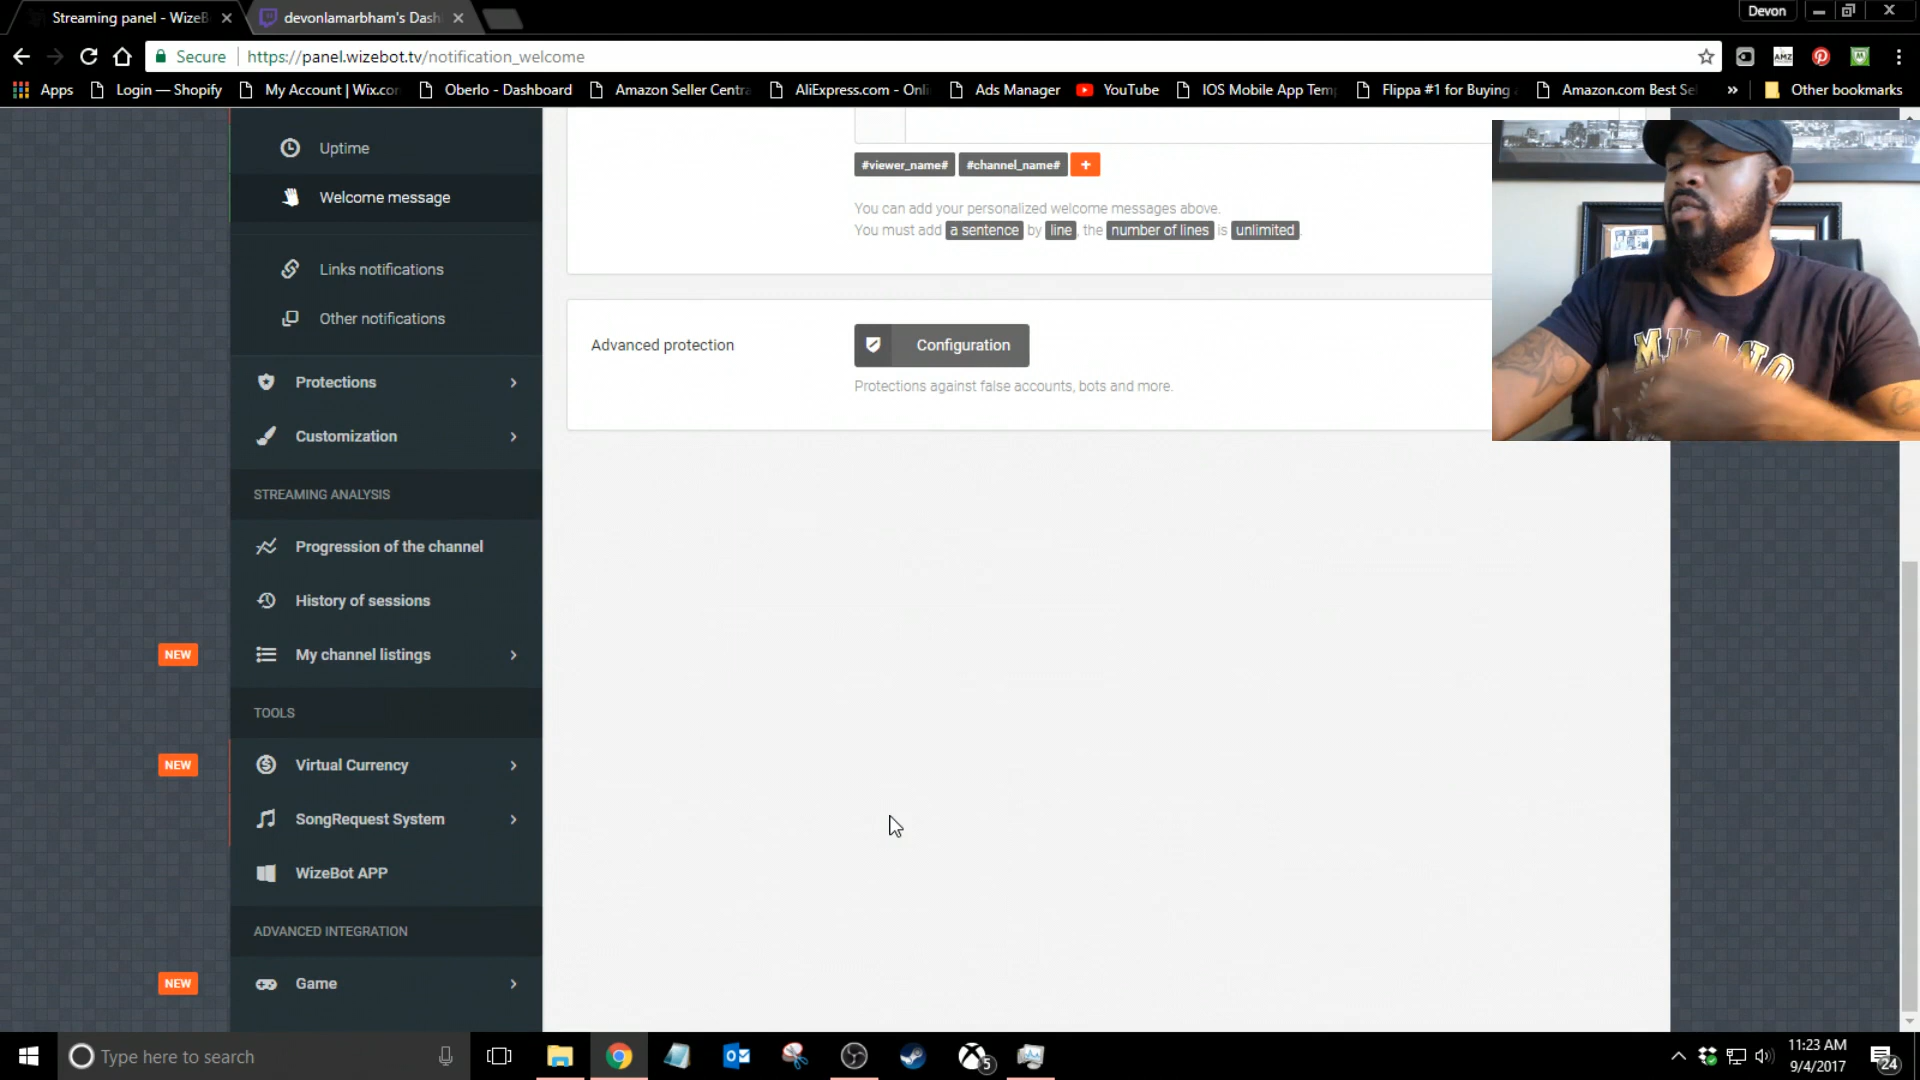 Streaming panel - WizeB
devonlamarbham's Dash
Devon
Secure
https://panel.wizebot.tv/notification_welcome
AMZ
Apps
Login — Shopify
My Account | Wix.co
Oberlo - Dashboard
Amazon Seller Centra
AliExpress.com - Onli
Ads Manager
YouTube
IOS Mobile App Tem
Flippa #1 for Buying
Amazon.com Best Se
»
Other bookmarks
Uptime
Welcome message
Links notifications
Other notifications
Protections
Customization
STREAMING ANALYSIS
Progression of the channel
History of sessions
NEW
My channel listings
TOOLS
NEW
Virtual Currency
SongRequest System
WizeBot APP
ADVANCED INTEGRATION
NEW
Game
#viewer_name# #channel_name# +
You can add your personalized welcome messages above.
You must add a sentence by line, the number of lines is unlimited.
Advanced protection
Configuration
Protections against false accounts, bots and more.
MILANO
Type here to search
5
11:23 AM
9/4/2017
24